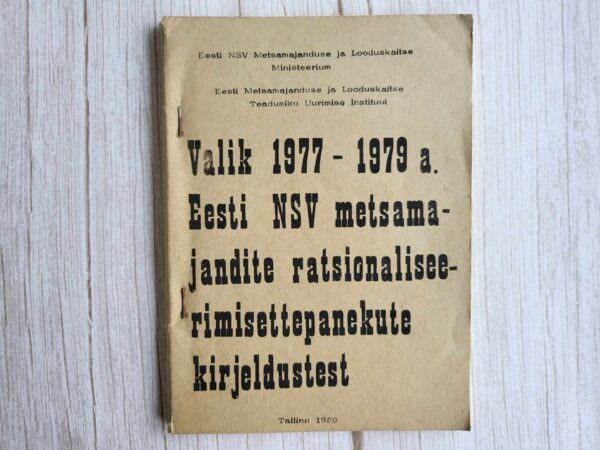 Eesti NSV Metsamajanduse ja Looduskaitse
Ministeerium
Eesti Metsamajanduse ja Looduskaitse
Teadusliku Uurimise Instituut
Valik 1977 - 1979 a.
Eesti NSV metsama-
jandite ratsionalisee-
rimisettepanekute
kirjeldustest
Tallinn 1980